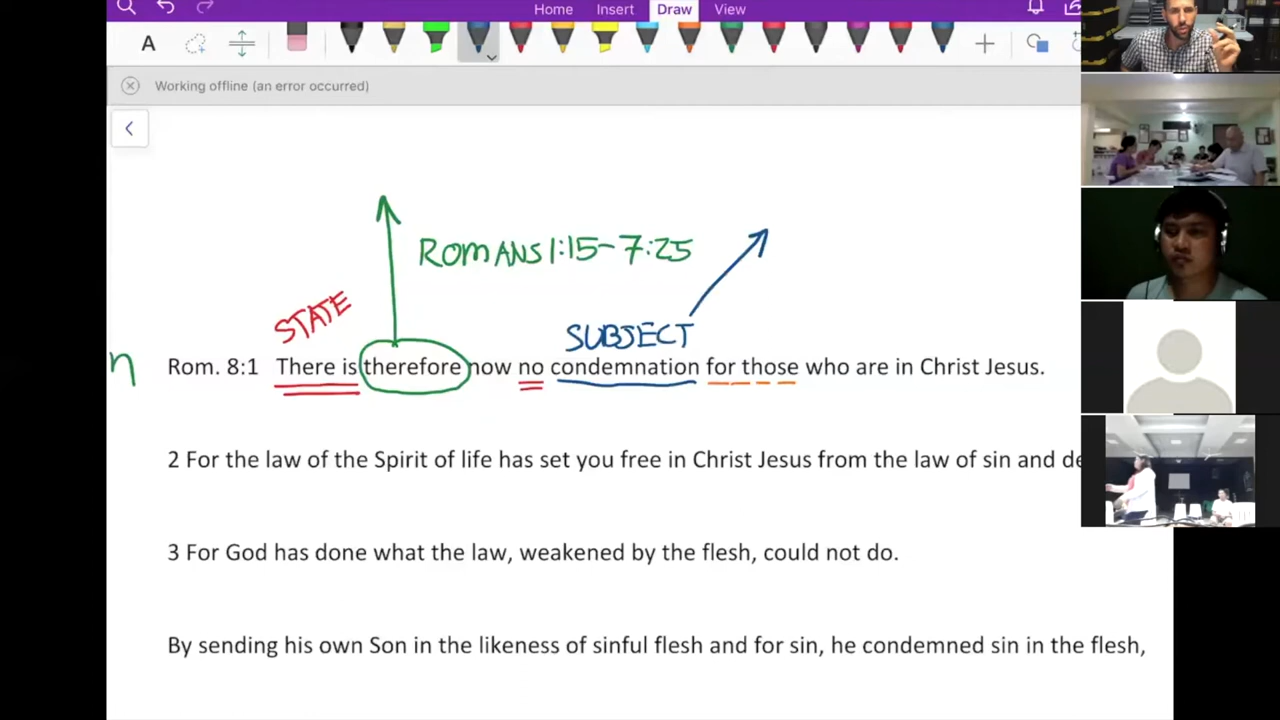 Home Insert Draw View
A
Working offline (an error occurred)
ROMANS 1:15-7:25
STATE
SUBJECT
n Rom. 8:1 There is therefore now no condemnation for those who are in Christ Jesus.
2 For the law of the Spirit of life has set you free in Christ Jesus from the law of sin and de
3 For God has done what the law, weakened by the flesh, could not do.
By sending his own Son in the likeness of sinful flesh and for sin, he condemned sin in the flesh,